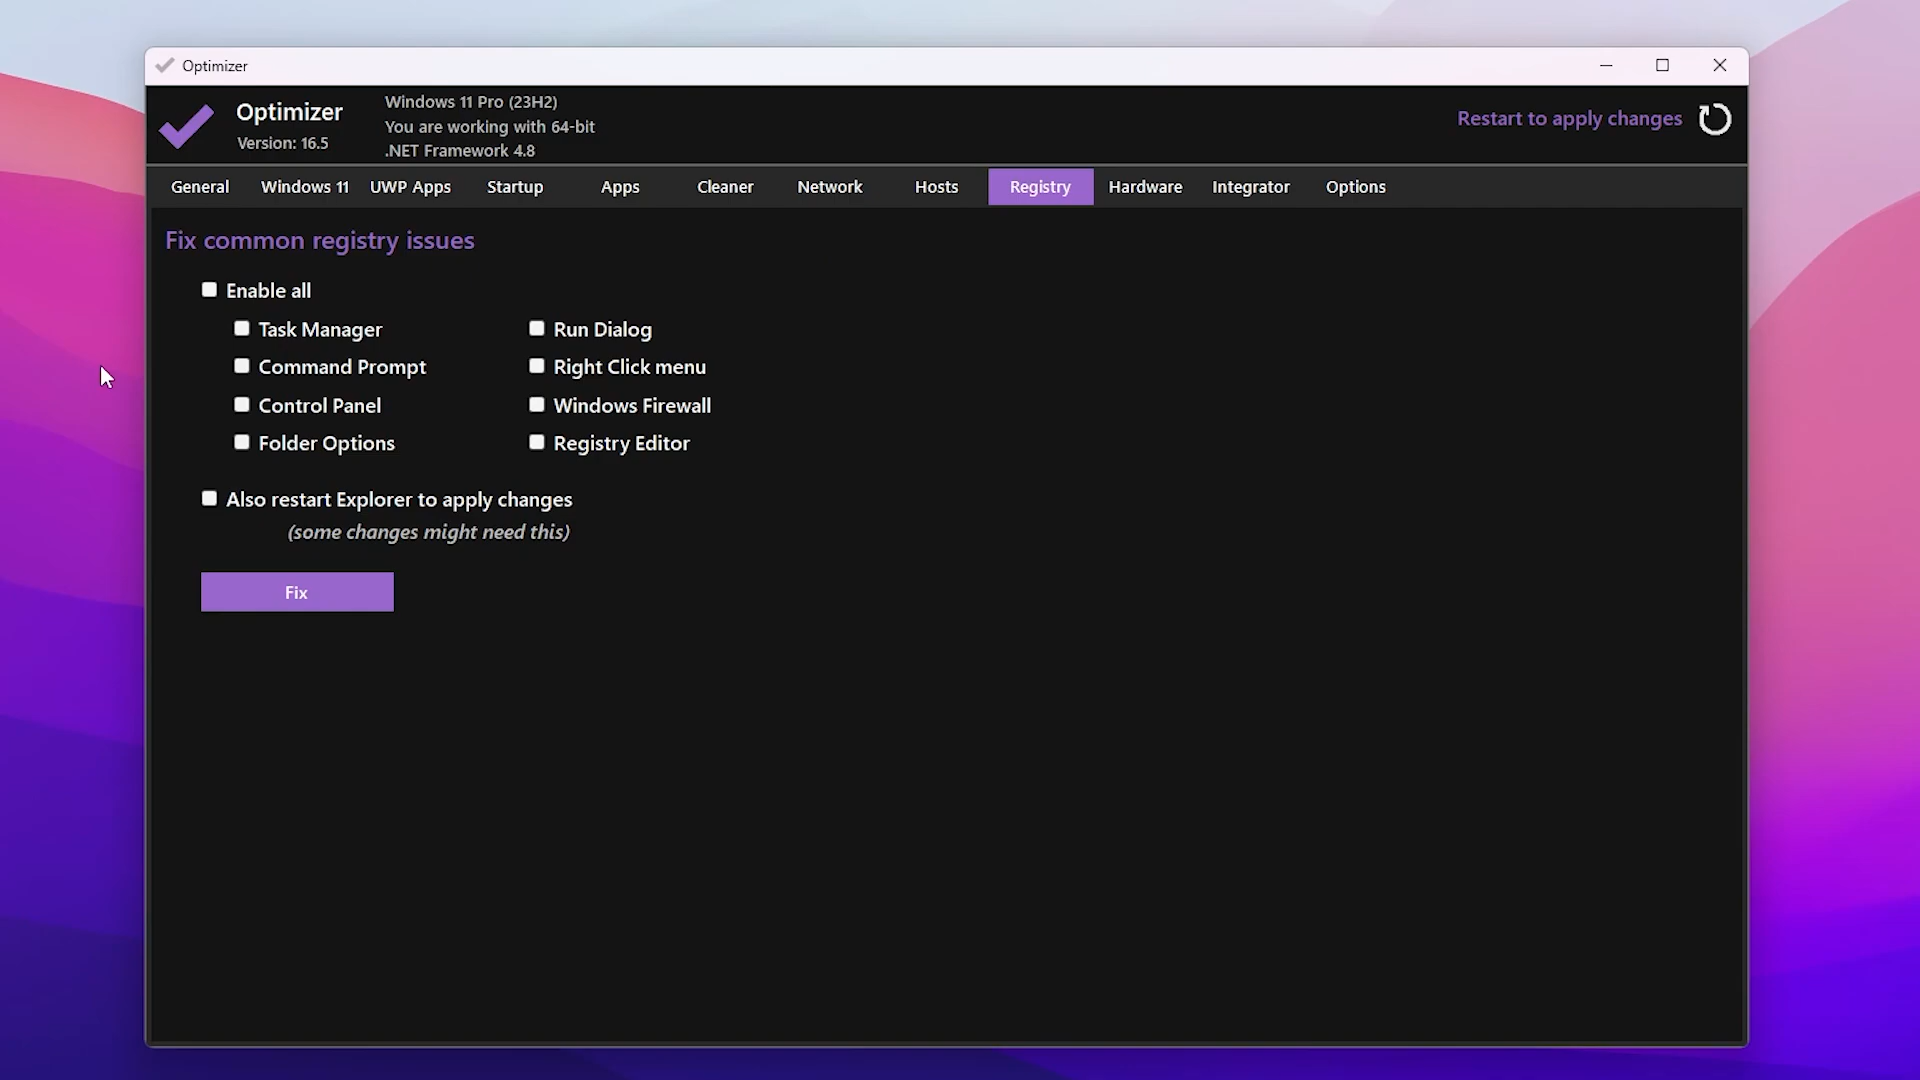 Optimizer
Optimizer
Version: 16.5
Windows 11 Pro (23H2)
You are working with 64-bit
.NET Framework 4.8
Restart to apply changes
General Windows 11 UWP Apps Startup Apps Cleaner Network Hosts Registry Hardware Integrator Options
Fix common registry issues
Enable all
Task Manager Run Dialog
Command Prompt Right Click menu
Control Panel Windows Firewall
Folder Options Registry Editor
Also restart Explorer to apply changes
(some changes might need this)
Fix